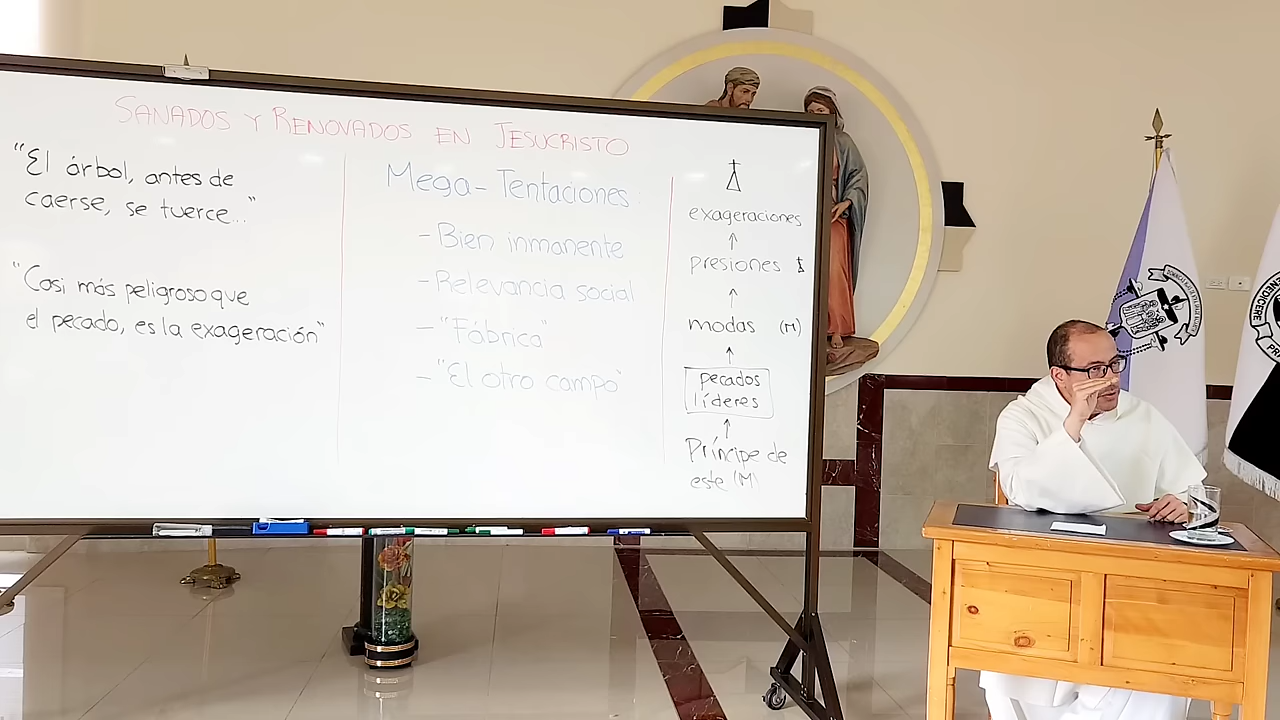 SANADOS Y RENOVADOS EN JESUCRISTO
"El árbol, antes de
caerse, se tuerce..."
"Casi más peligroso que
el pecado, es la exageración"
Mega-Tentaciones:
-Bien inmanente
-Relevancia social
-"Fábrica"
-"El otro campo"
exageraciones
↑
presiones
↑
modas (M)
↑
pecados
líderes
↑
Príncipe de
este (M)